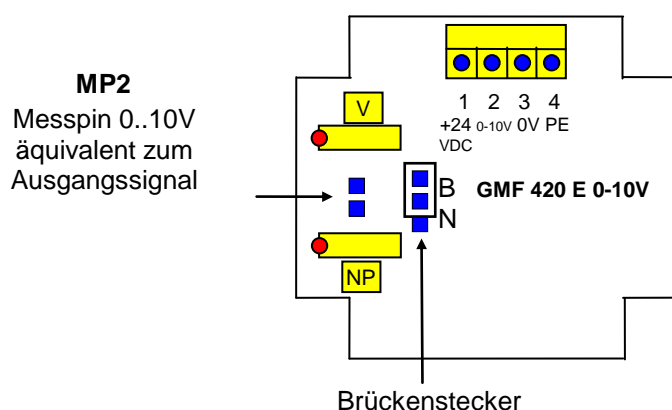 MP2
Messpin 0..10V
äquivalent zum
Ausgangssignal
V
NP
1 2 3 4
+24 0-10V 0V PE
VDC
B
N
GMF 420 E 0-10V
Brückenstecker